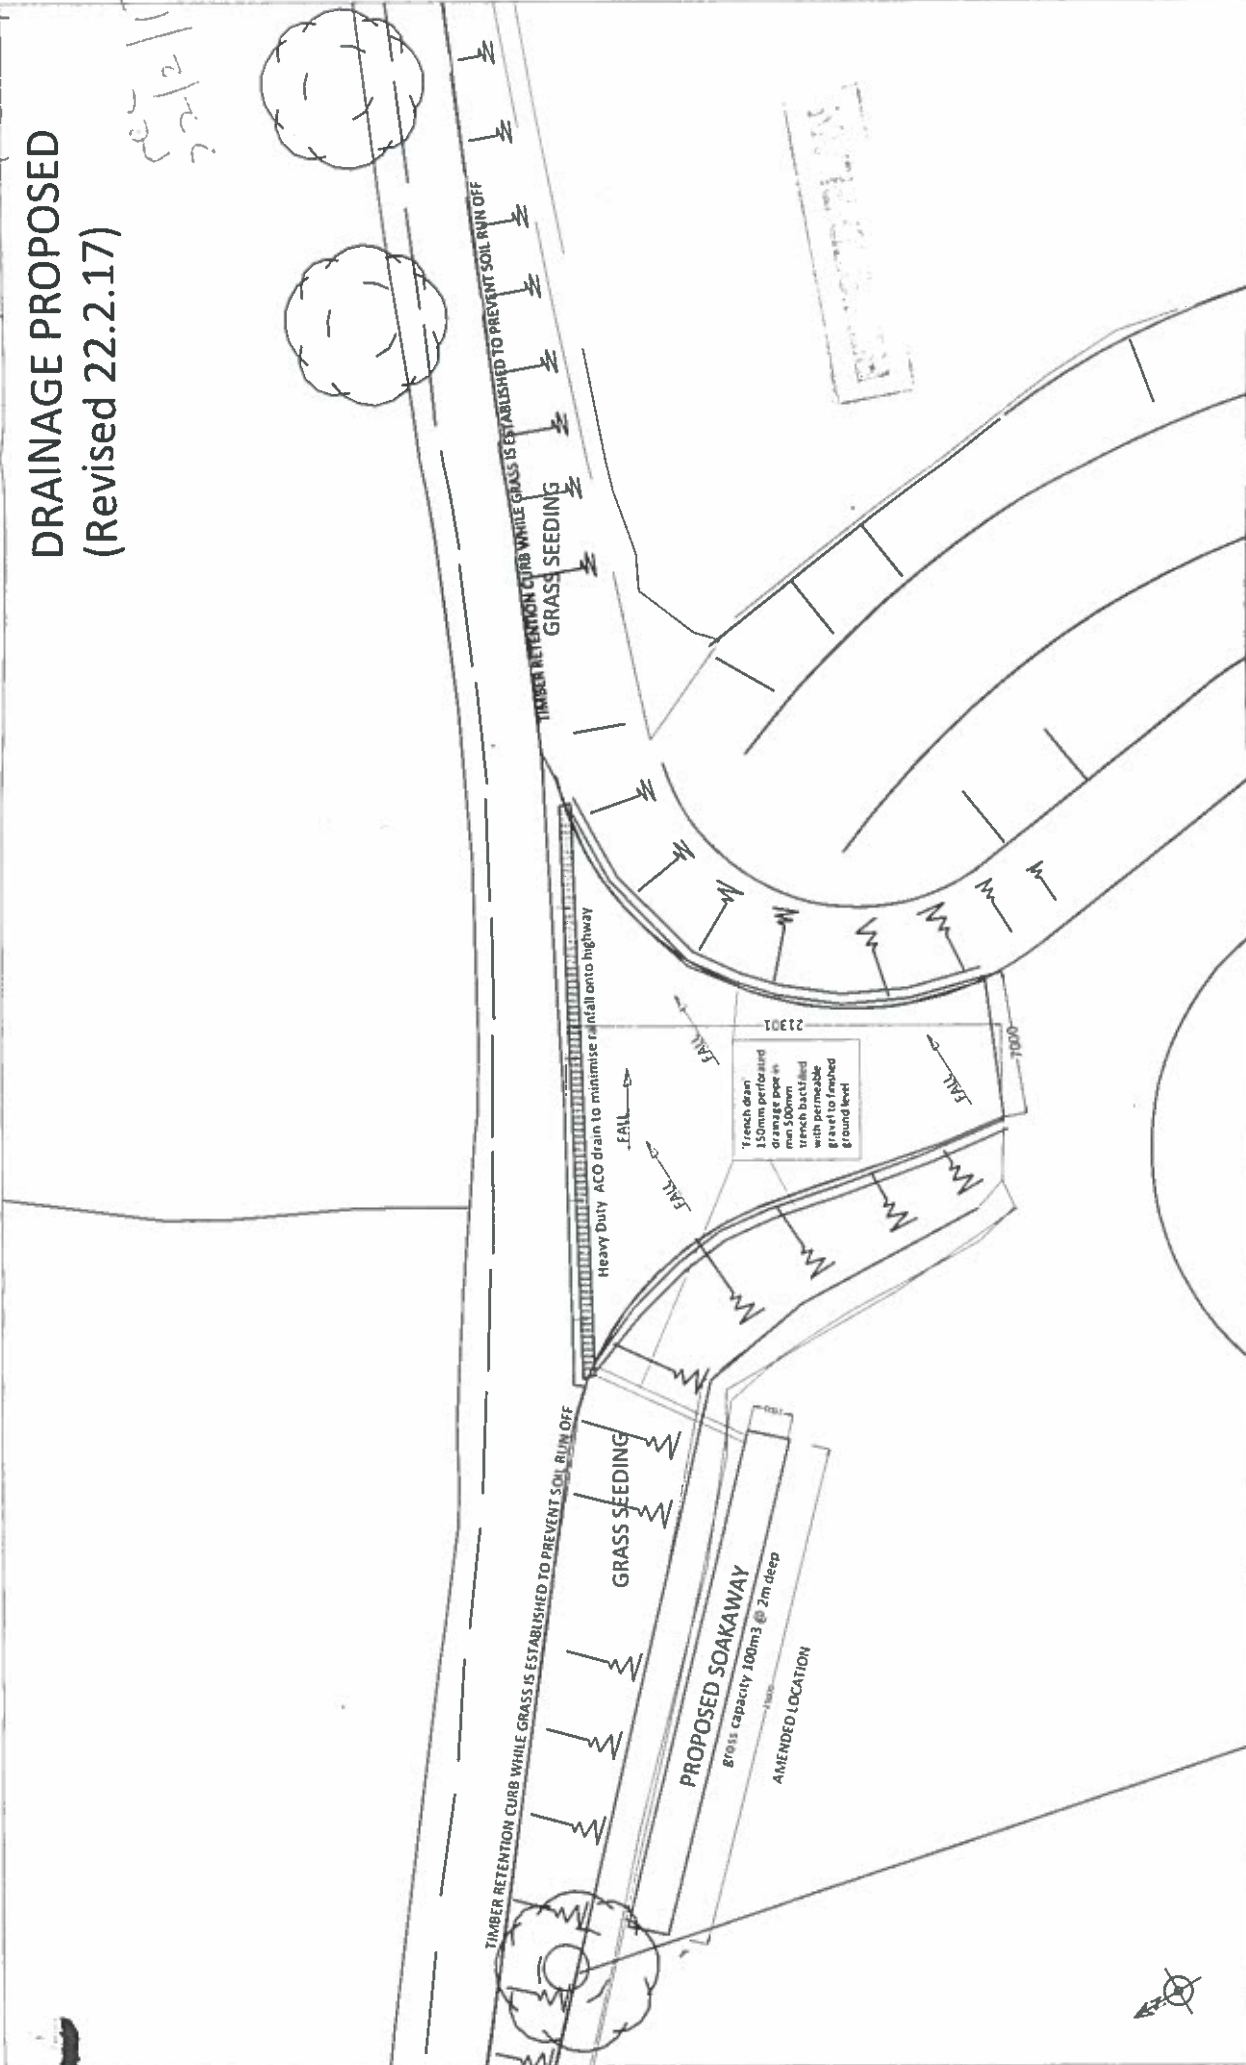 DRAINAGE PROPOSED
(Revised 22.2.17)
TIMBER RETENTION CURB WHILE GRASS IS ESTABLISHED TO PREVENT SOIL RUN OFF
GRASS SEEDING
Heavy Duty ACO drain to minimise rainfall onto highway
FALL
FALL
FALL
FALL
21301
7000
'French drain'
150mm perforated
drainage pipe in
min 500mm
trench backfilled
with permeable
gravel to finished
ground level
TIMBER RETENTION CURB WHILE GRASS IS ESTABLISHED TO PREVENT SOIL RUN OFF
GRASS SEEDING
PROPOSED SOAKAWAY
gross capacity 100m3 @ 2m deep
AMENDED LOCATION
N